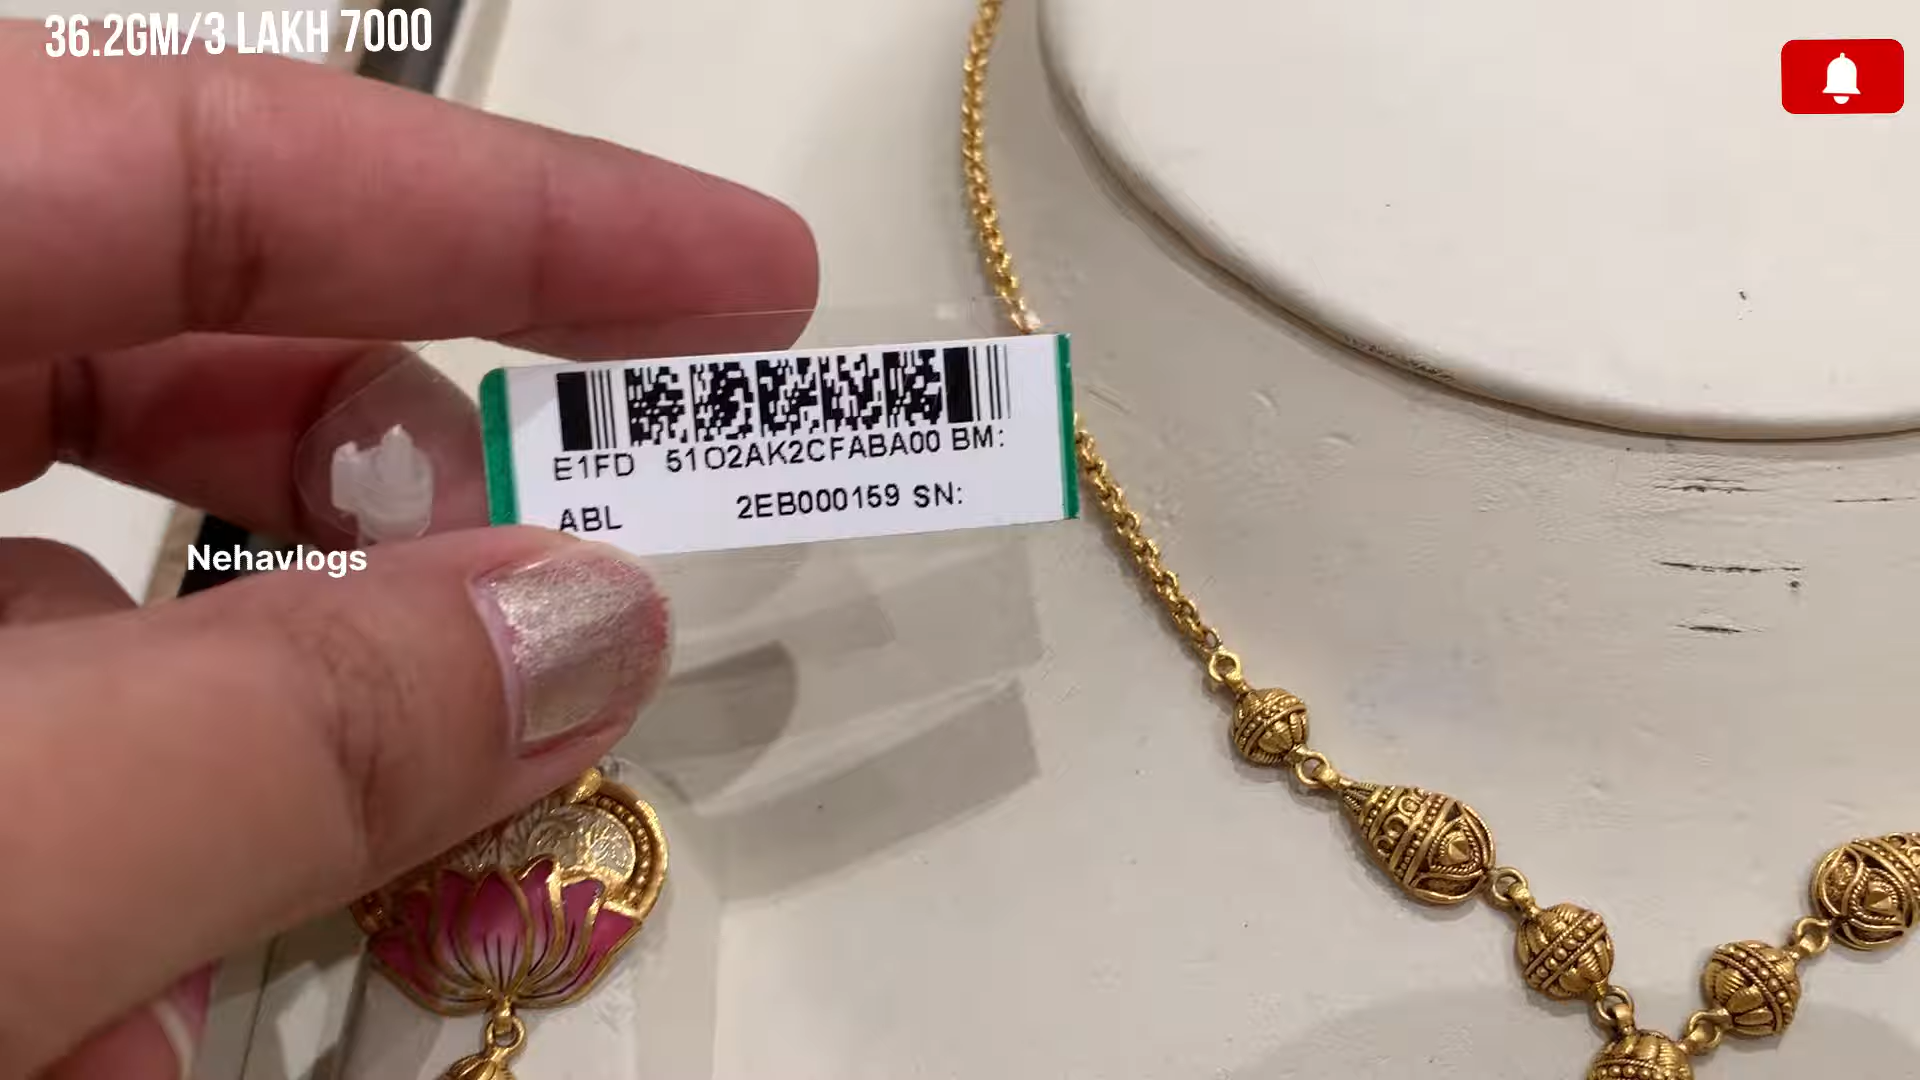 36.2GM/3 LAKH 7000
E1FD 51O2AK2CFABA00 BM:
ABL 2EB000159 SN:
Nehavlogs